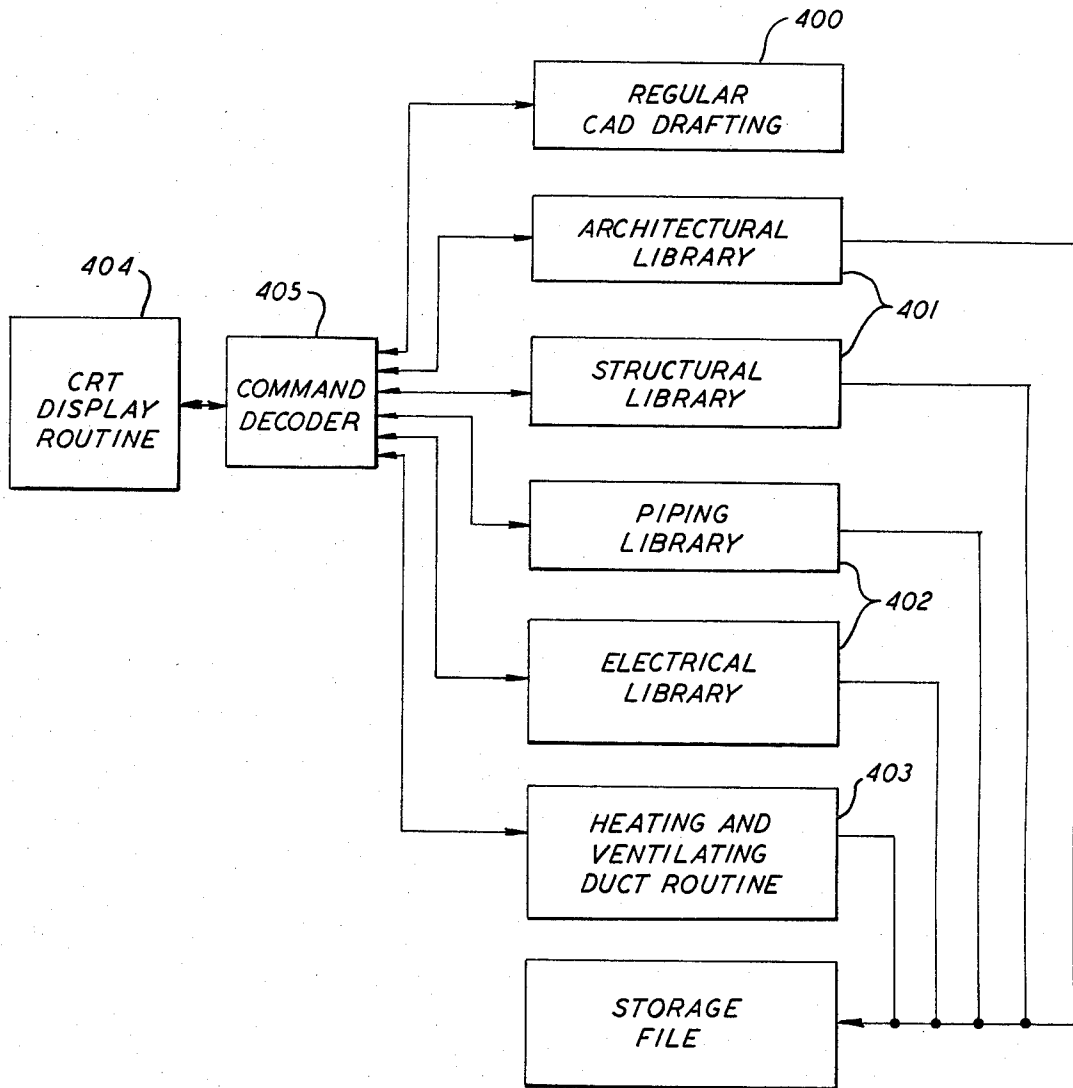 400
REGULAR
CAD DRAFTING
ARCHITECTURAL
LIBRARY
404
405
401
CRT
DISPLAY
ROUTINE
COMMAND
DECODER
STRUCTURAL
LIBRARY
PIPING
LIBRARY
402
ELECTRICAL
LIBRARY
403
HEATING AND
VENTILATING
DUCT ROUTINE
STORAGE
FILE